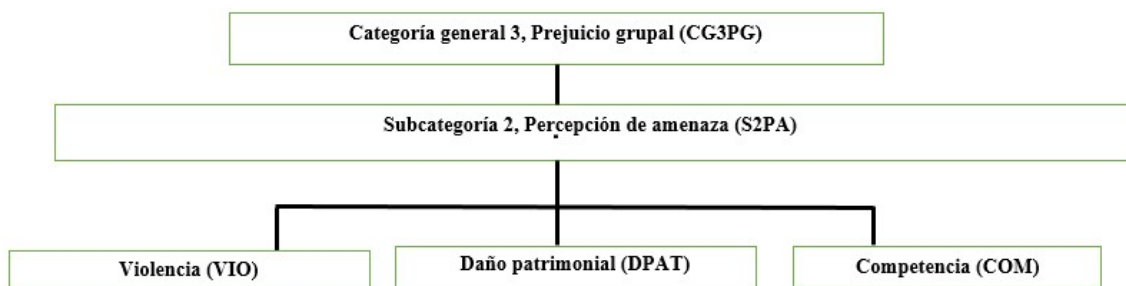 Categoría general 3, Prejuicio grupal (CG3PG)
Subcategoría 2, Percepción de amenaza (S2PA)
Violencia (VIO)
Daño patrimonial (DPAT)
Competencia (COM)